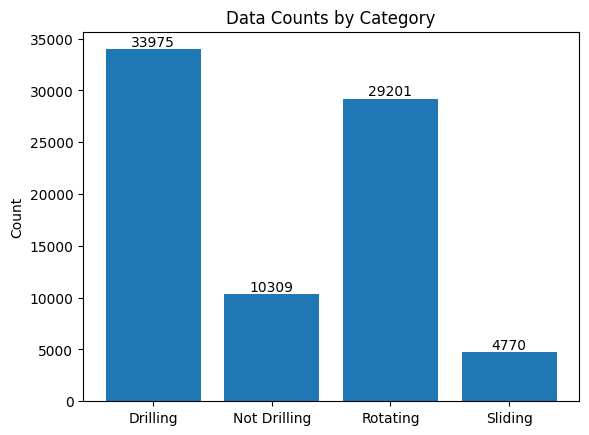 Data Counts by Category
Count
35000
30000
25000
20000
15000
10000
5000
0
33975
10309
29201
4770
Drilling
Not Drilling
Rotating
Sliding